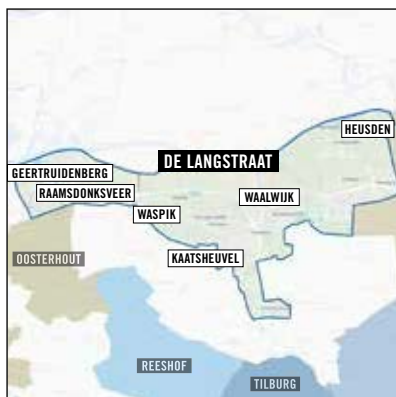 HEUSDEN
DE LANGSTRAAT
GEERTRUIDENBERG
RAAMSDONKSVEER
WAALWIJK
WASPIK
KAATSHEUVEL
OOSTERHOUT
REESHOF
TILBURG